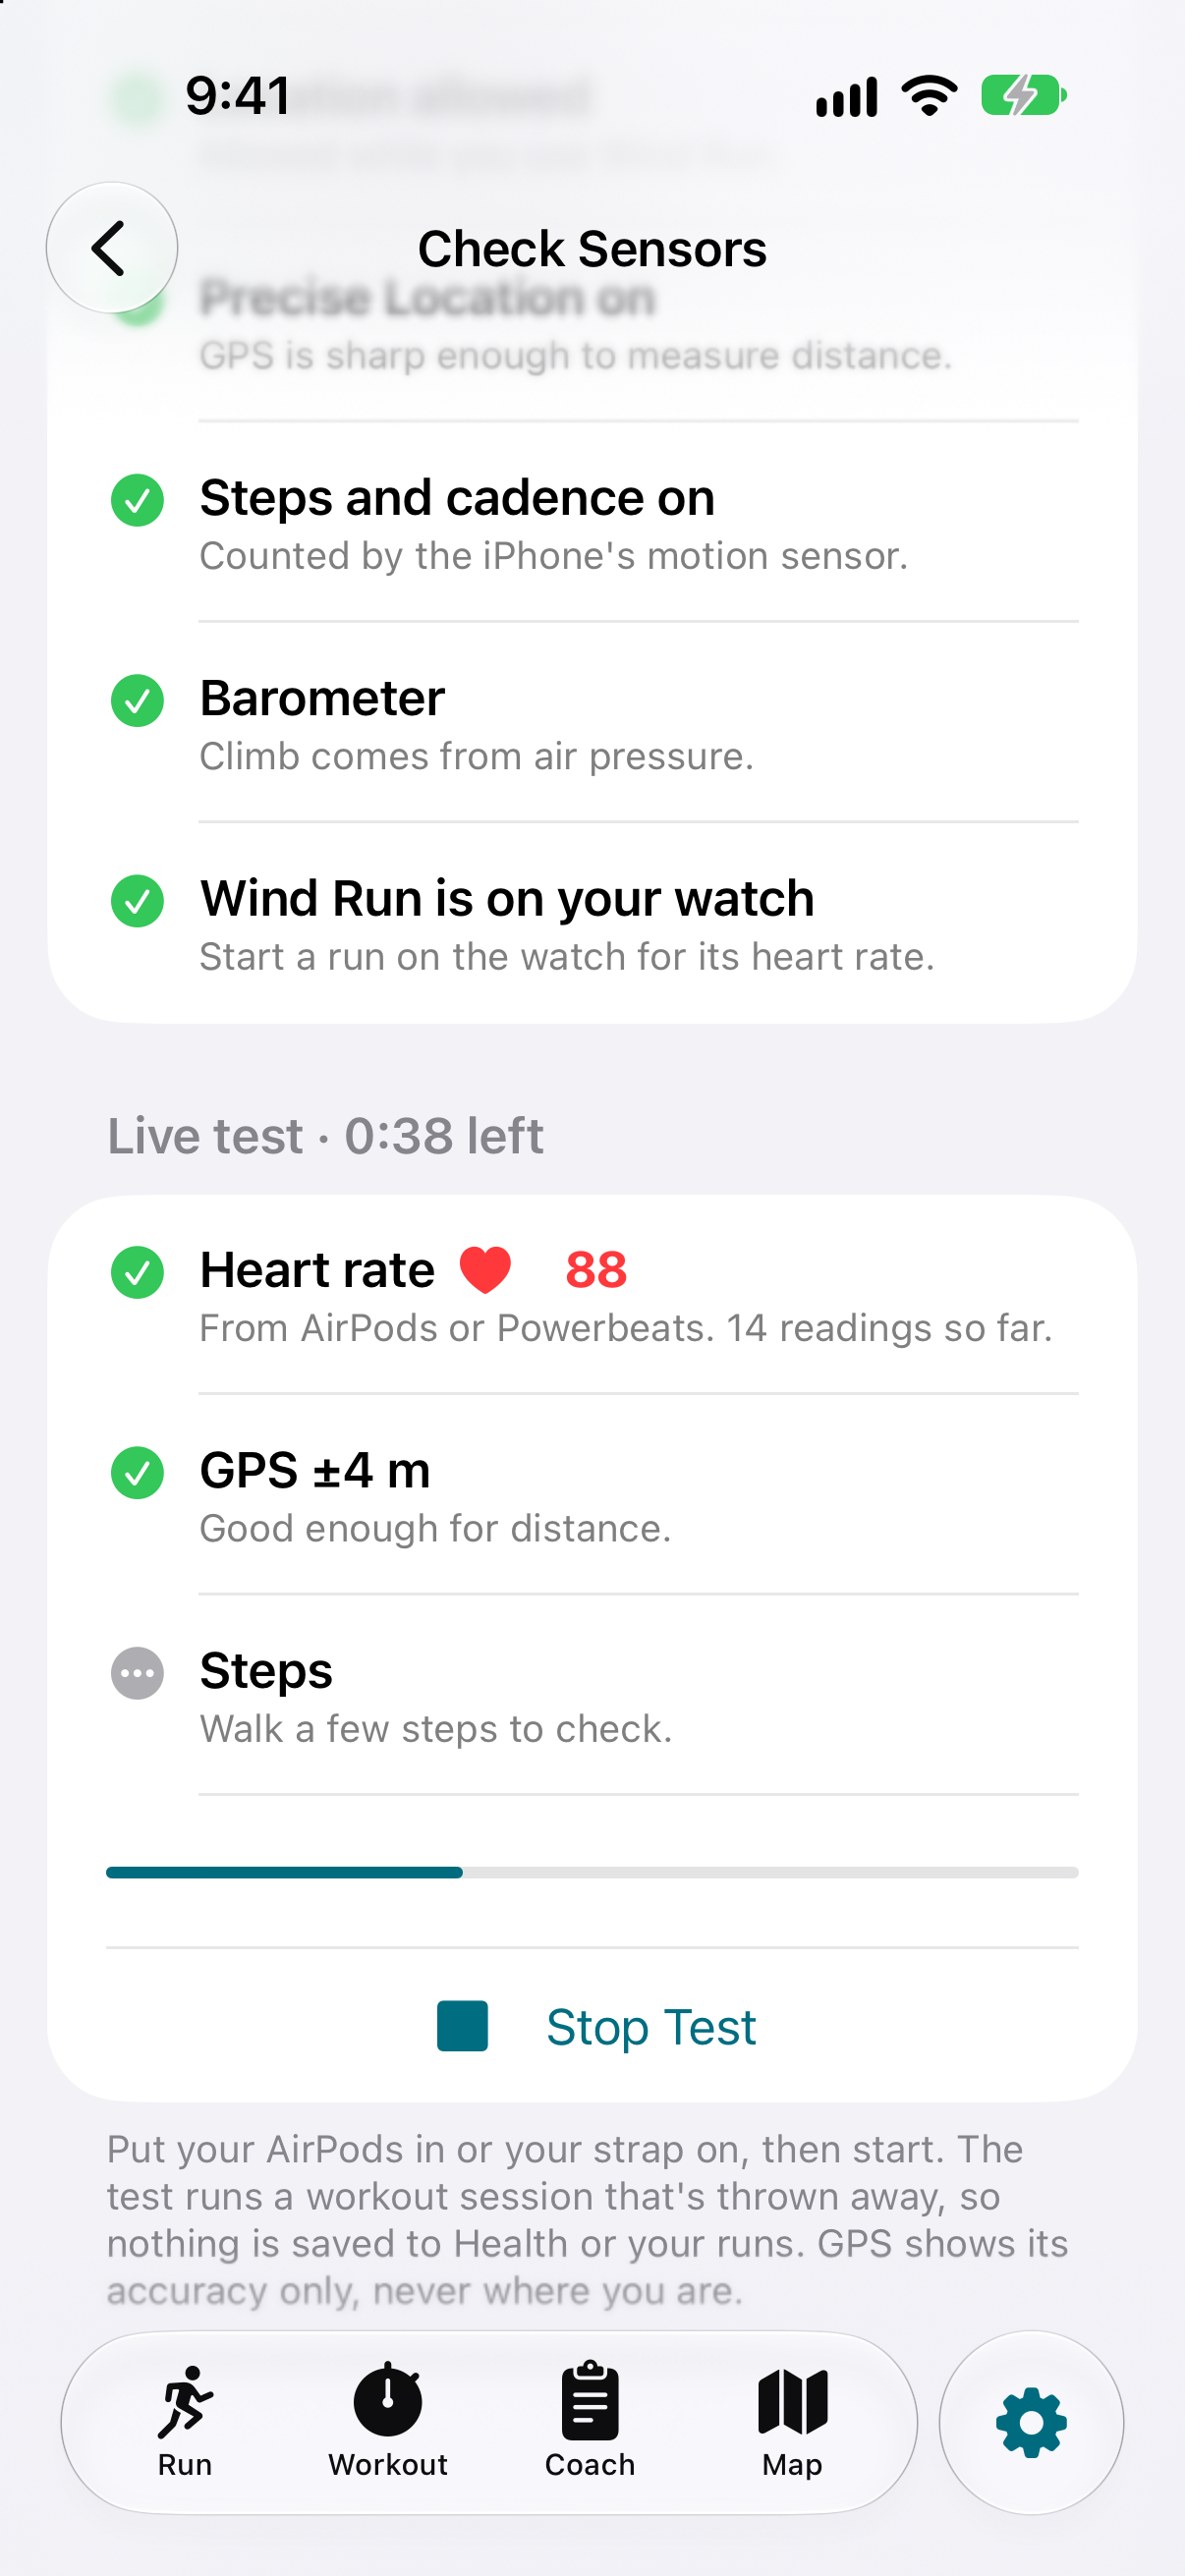 9:41
Check Sensors
Precise Location on
GPS is sharp enough to measure distance.
Steps and cadence on
Counted by the iPhone's motion sensor.
Barometer
Climb comes from air pressure.
Wind Run is on your watch
Start a run on the watch for its heart rate.
Live test · 0:38 left
Heart rate 88
From AirPods or Powerbeats. 14 readings so far.
GPS ±4 m
Good enough for distance.
Steps
Walk a few steps to check.
Stop Test
Put your AirPods in or your strap on, then start. The
test runs a workout session that's thrown away, so
nothing is saved to Health or your runs. GPS shows its
accuracy only, never where you are.
Run
Workout
Coach
Map